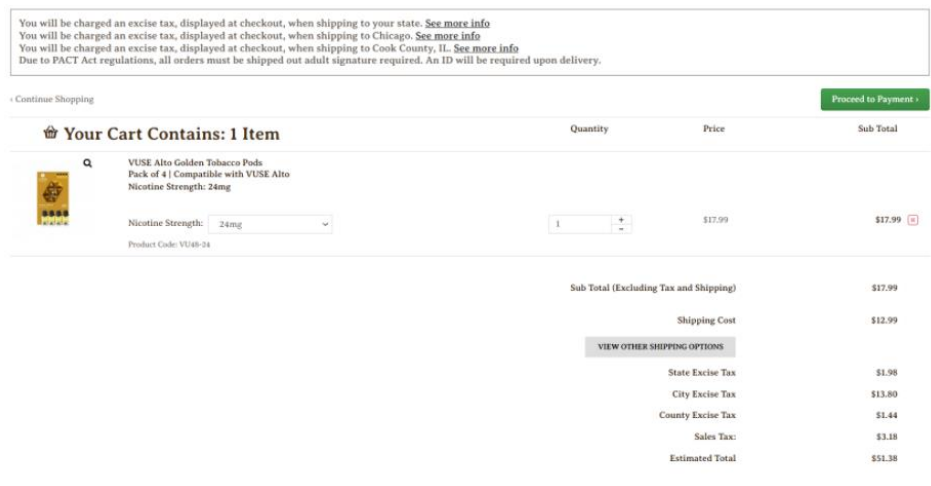 You will be charged an excise tax, displayed at checkout, when shipping to your state. See more info
You will be charged an excise tax, displayed at checkout, when shipping to Chicago. See more info
You will be charged an excise tax, displayed at checkout, when shipping to Cook County, IL. See more info
Due to PACT Act regulations, all orders must be shipped out adult signature required. An ID will be required upon delivery.
‹ Continue Shopping
Proceed to Payment ›
Your Cart Contains: 1 Item Quantity Price Sub Total
VUSE Alto Golden Tobacco Pods
Pack of 4 | Compatible with VUSE Alto
Nicotine Strength: 24mg
Nicotine Strength: 24mg 1 + - $17.99 $17.99
Product Code: VU48-24
Sub Total (Excluding Tax and Shipping) $17.99
Shipping Cost $12.99
VIEW OTHER SHIPPING OPTIONS
State Excise Tax $1.98
City Excise Tax $13.80
County Excise Tax $1.44
Sales Tax: $3.18
Estimated Total $51.38